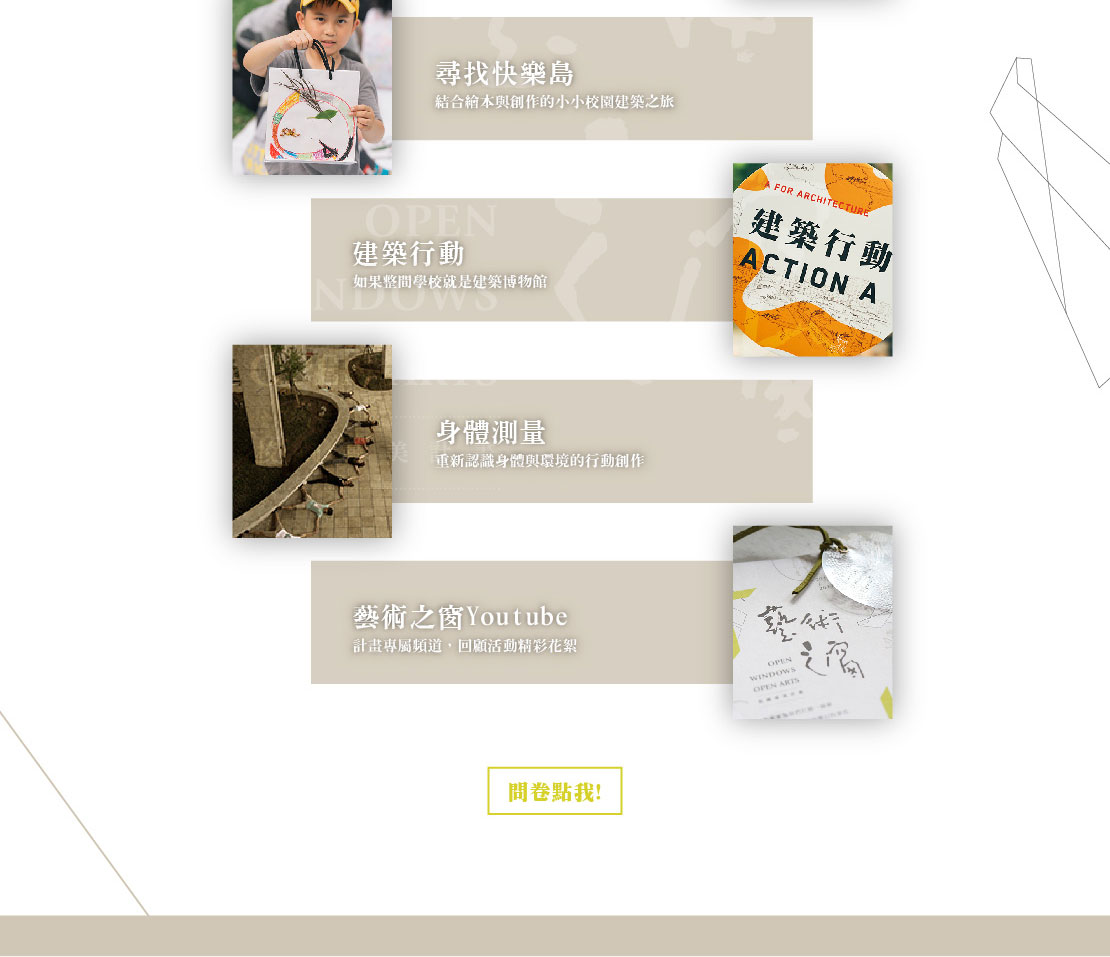 尋找快樂島
結合繪本與創作的小小校園建築之旅
OPEN
建築行動
如果整間學校就是建築博物館
NDOWS
A FOR ARCHITECTURE
建築行動
ACTION A
ARTS
身體測量
美
重新認識身體與環境的行動創作
藝術之窗Youtube
計畫專屬頻道，回顧活動精彩花絮
藝術
之窗
OPEN
WINDOWS
OPEN ARTS
問卷點我!